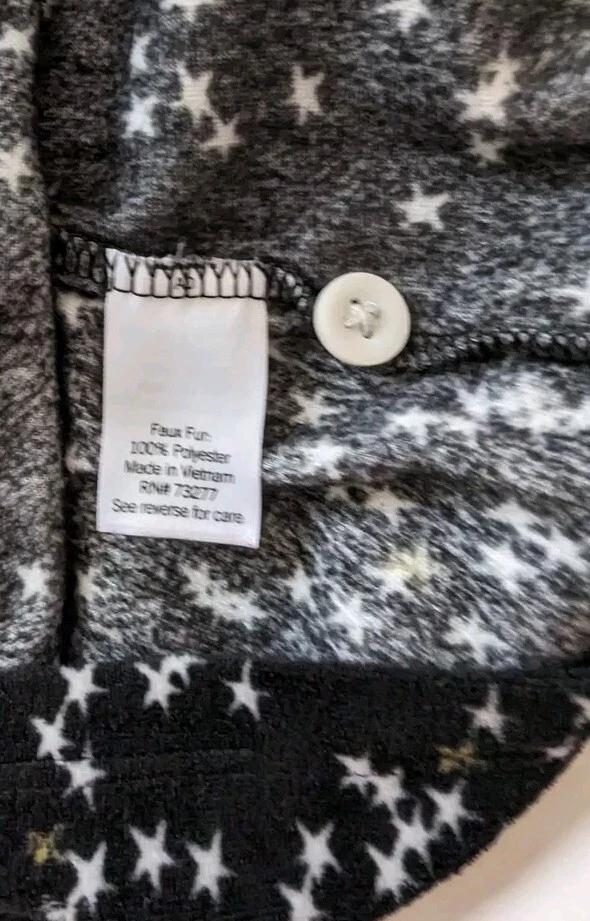 Faux Fur:
100% Polyester
Made in Vietnam
RN# 73277
See reverse for care